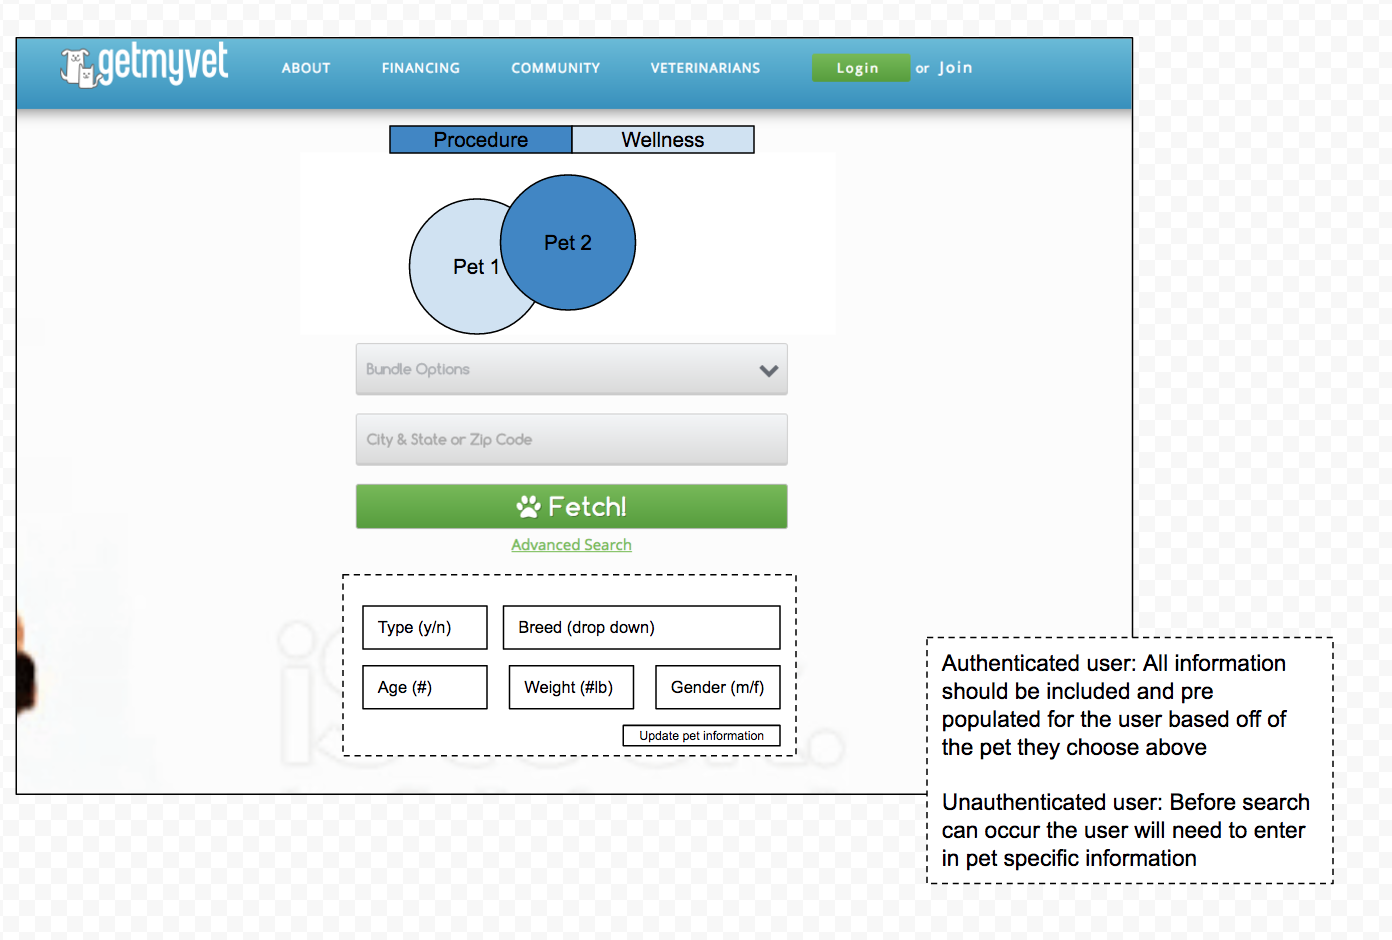 getmyvet
ABOUT FINANCING COMMUNITY VETERINARIANS Login or Join
Procedure Wellness
Pet 1 Pet 2
Bundle Options
City & State or Zip Code
Fetch!
Advanced Search
Type (y/n) Breed (drop down)
Age (#) Weight (#lb) Gender (m/f)
Update pet information
Authenticated user: All information
should be included and pre
populated for the user based off of
the pet they choose above
Unauthenticated user: Before search
can occur the user will need to enter
in pet specific information